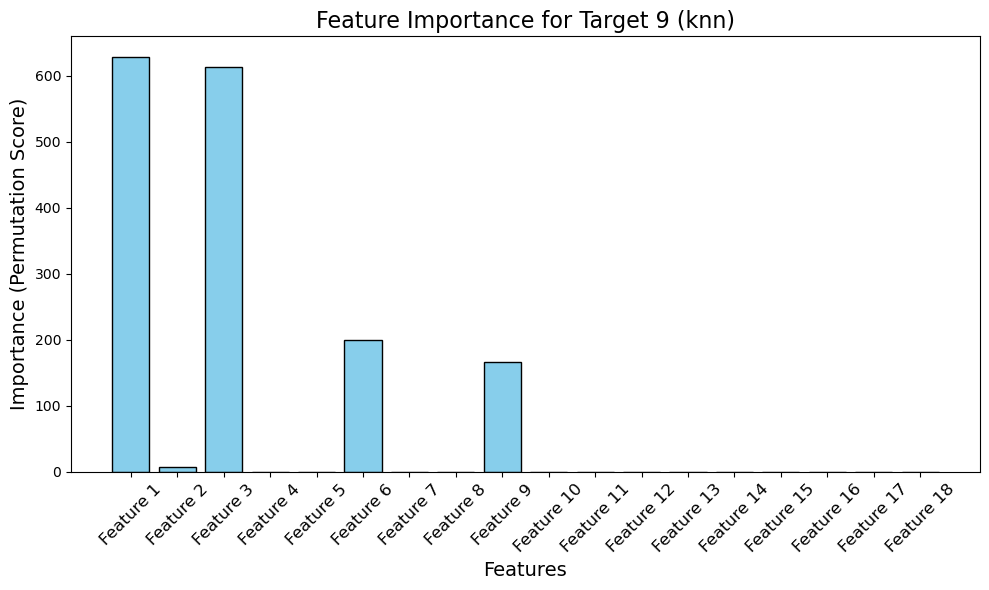 Feature Importance for Target 9 (knn)
Importance (Permutation Score)
600
500
400
300
200
100
0
Feature 1
Feature 2
Feature 3
Feature 4
Feature 5
Feature 6
Feature 7
Feature 8
Feature 9
Feature 10
Feature 11
Feature 12
Feature 13
Feature 14
Feature 15
Feature 16
Feature 17
Feature 18
Features